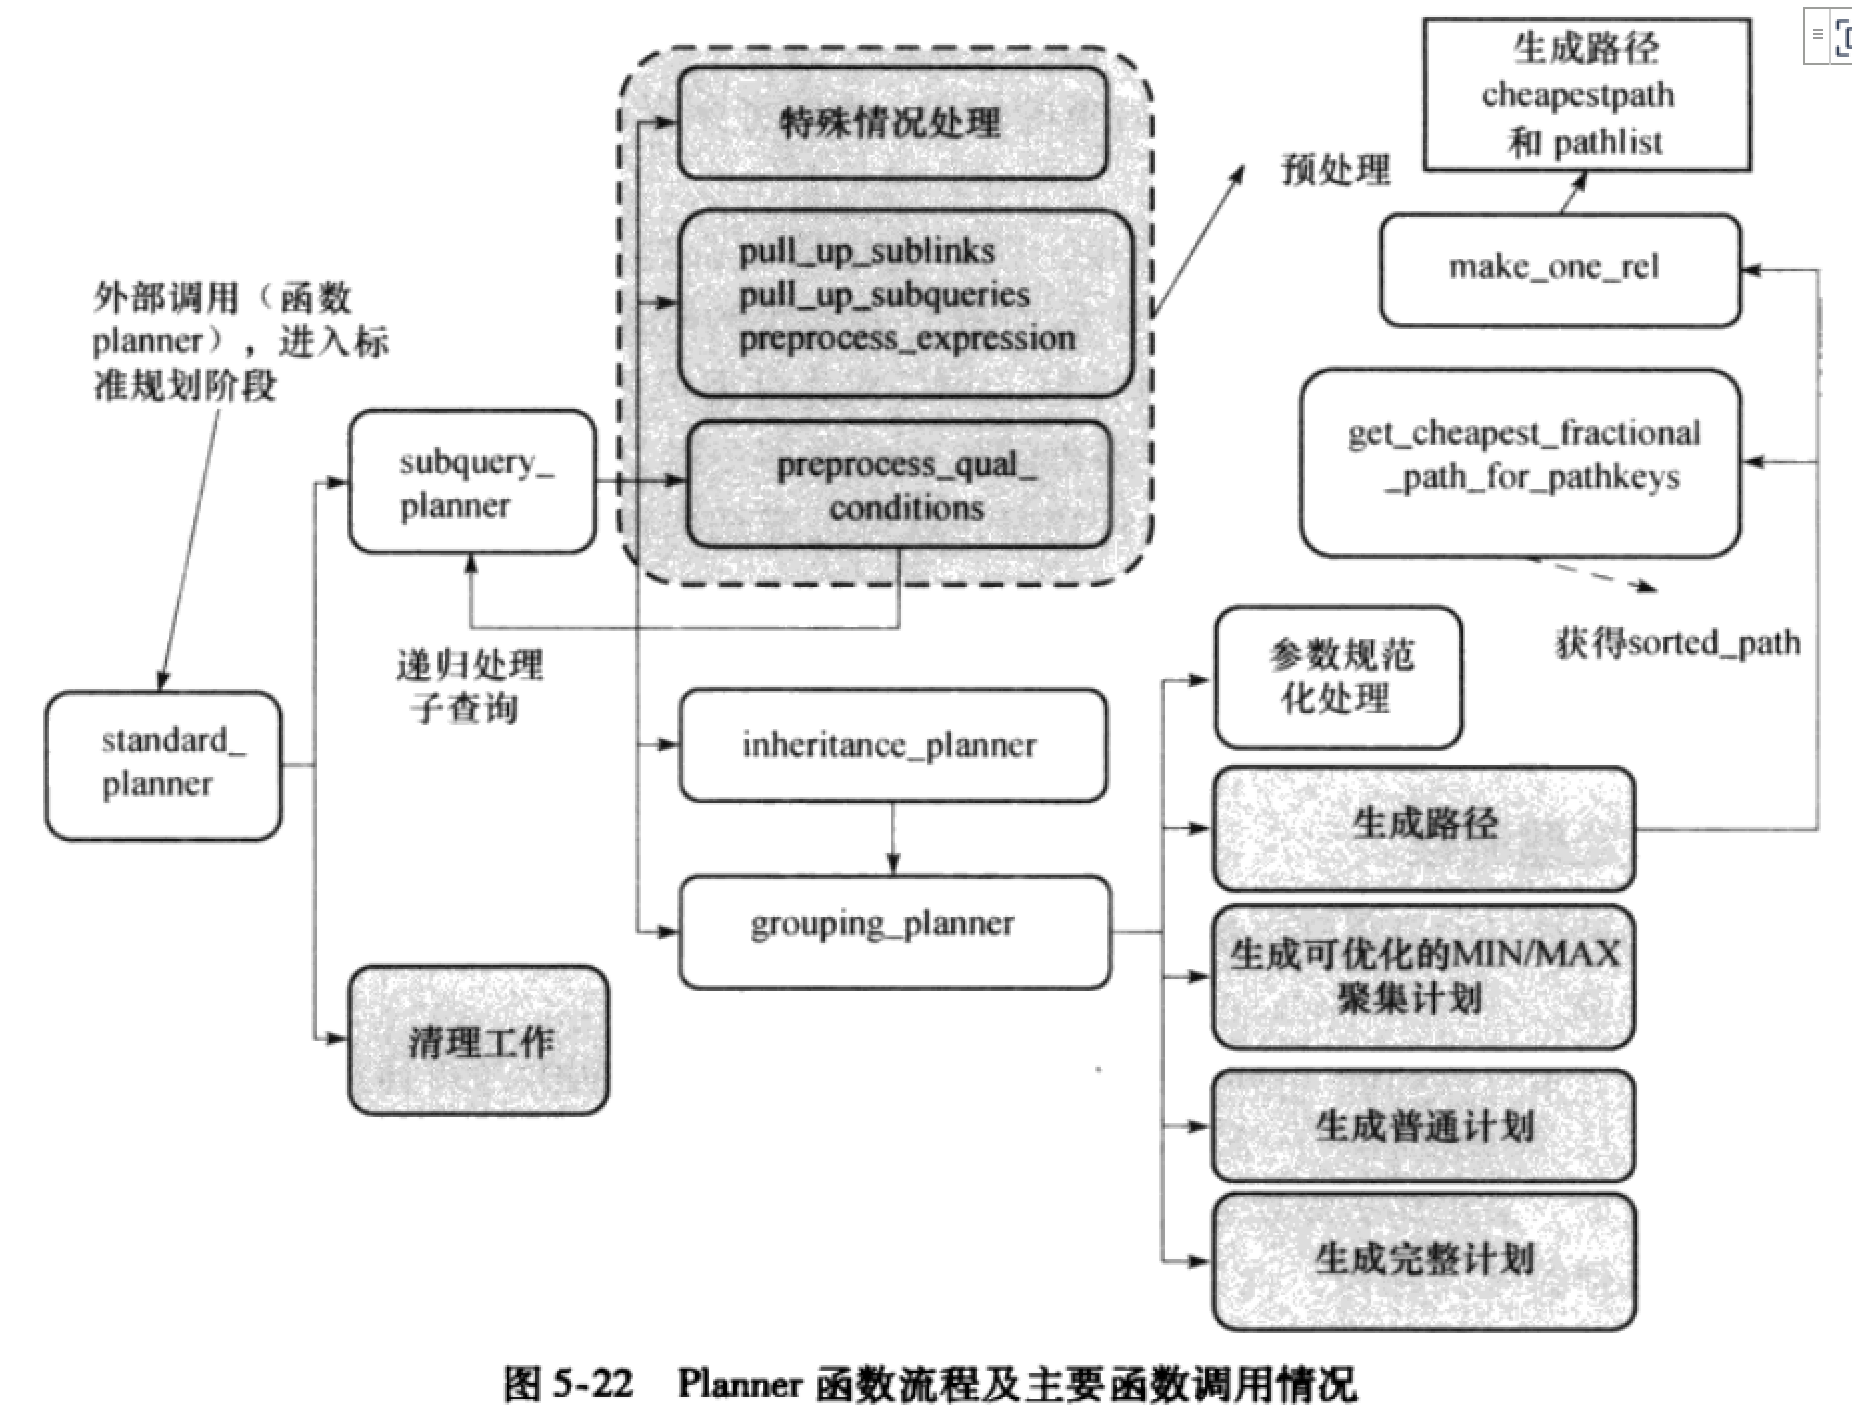 外部调用（函数
planner），进入标
准规划阶段
standard_
planner
subquery_
planner
递归处理
子查询
清理工作
特殊情况处理
pull_up_sublinks
pull_up_subqueries
preprocess_expression
preprocess_qual_
conditions
预处理
inheritance_planner
grouping_planner
生成路径
cheapestpath
和 pathlist
make_one_rel
get_cheapest_fractional
_path_for_pathkeys
获得sorted_path
参数规范
化处理
生成路径
生成可优化的MIN/MAX
聚集计划
生成普通计划
生成完整计划
图 5-22 Planner 函数流程及主要函数调用情况